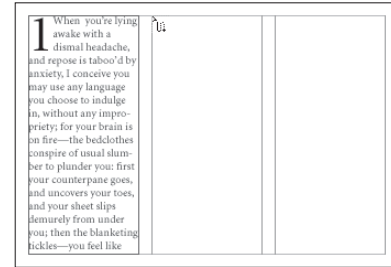 1 When you're lying
awake with a
dismal headache,
and repose is taboo'd by
anxiety, I conceive you
may use any language
you choose to indulge
in, without any impro-
priety; for your brain is
on fire—the bedclothes
conspire of usual slum-
ber to plunder you: first
your counterpane goes,
and uncovers your toes,
and your sheet slips
demurely from under
you; then the blanketing
tickles—you feel like